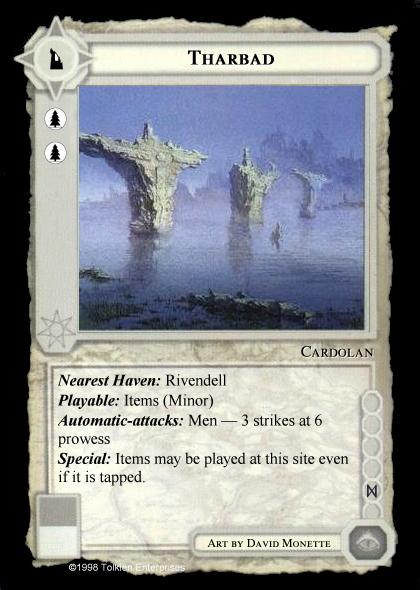 THARBAD
CARDOLAN
Nearest Haven: Rivendell
Playable: Items (Minor)
Automatic-attacks: Men — 3 strikes at 6
prowess
Special: Items may be played at this site even
if it is tapped.
ART BY DAVID MONETTE
©1998 Tolkien Enterprises